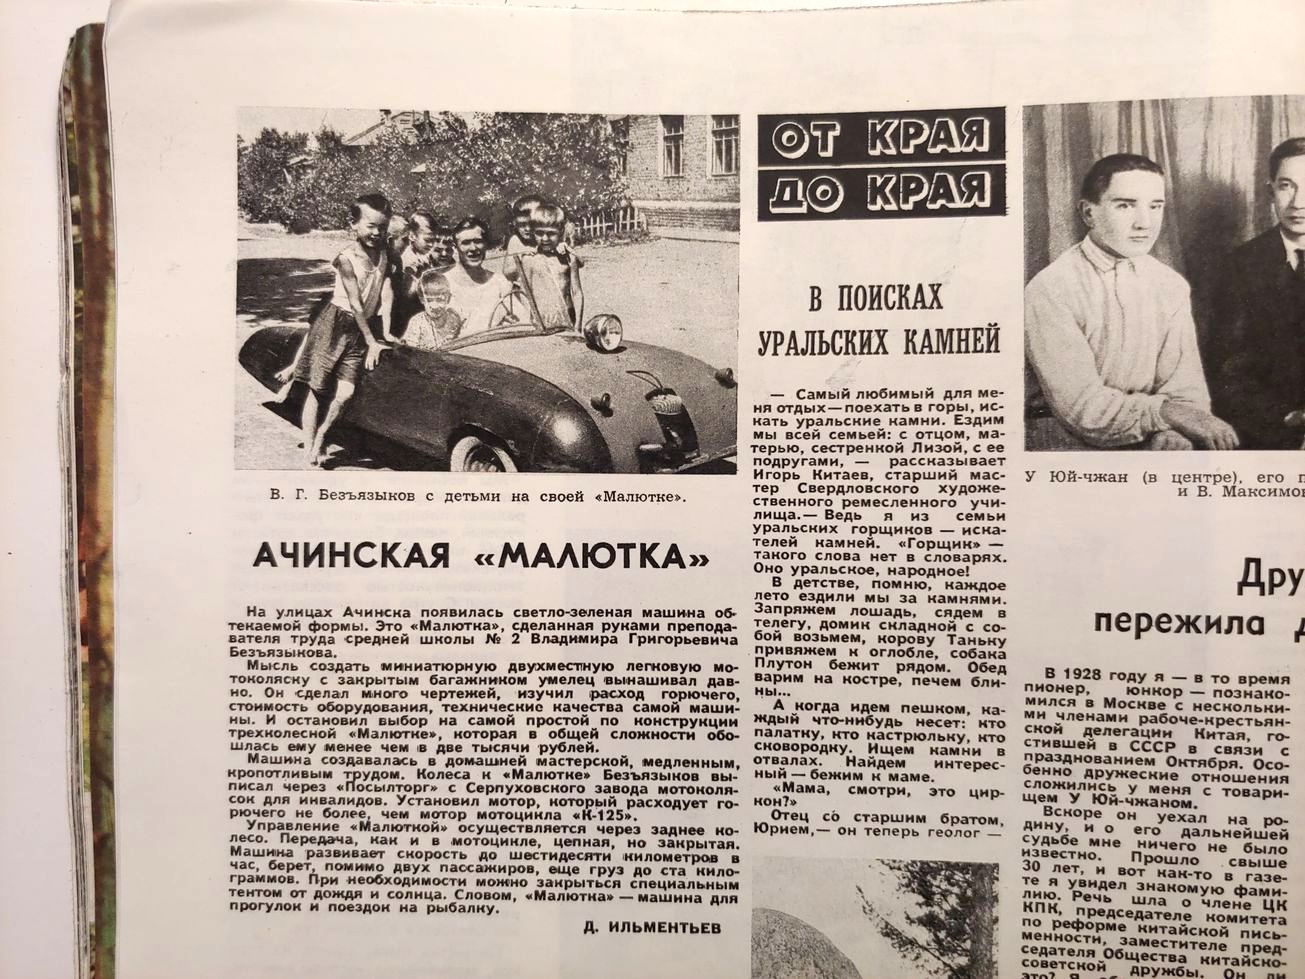 В. Г. Безъязыков с детьми на своей «Малютке».
АЧИНСКАЯ «МАЛЮТКА»
На улицах Ачинска появилась светло-зеленая машина об-
текаемой формы. Это «Малютка», сделанная руками препода-
вателя труда средней школы № 2 Владимира Григорьевича
Безъязыкова.
Мысль создать миниатюрную двухместную легковую мо-
токоляску с закрытым багажником умелец вынашивал дав-
но. Он сделал много чертежей, изучил расход горючего,
стоимость оборудования, технические качества самой маши-
ны. И остановил выбор на самой простой по конструкции
трехколесной «Малютке», которая в общей сложности обо-
шлась ему менее чем в две тысячи рублей.
Машина создавалась в домашней мастерской, медленным,
кропотливым трудом. Колеса к «Малютке» Безъязыков вы-
писал через «Посылторг» с Серпуховского завода мотоколя-
сок для инвалидов. Установил мотор, который расходует го-
рючего не более, чем мотор мотоцикла «К-125».
Управление «Малюткой» осуществляется через заднее ко-
лесо. Передача, как и в мотоцикле, цепная, но закрытая.
Машина развивает скорость до шестидесяти километров в
час, берет, помимо двух пассажиров, еще груз до ста кило-
граммов. При необходимости можно закрыться специальным
тентом от дождя и солнца. Словом, «Малютка» — машина для
прогулок и поездок на рыбалку.
Д. ИЛЬМЕНТЬЕВ
ОТ КРАЯ
ДО КРАЯ
В ПОИСКАХ
УРАЛЬСКИХ КАМНЕЙ
— Самый любимый для ме-
ня отдых — поехать в горы, ис-
кать уральские камни. Ездим
мы всей семьей: с отцом, ма-
терью, сестренкой Лизой, с ее
подругами, — рассказывает
Игорь Китаев, старший мас-
тер Свердловского художе-
ственного ремесленного учи-
лища.— Ведь я из семьи
уральских горщиков — иска-
телей камней. «Горщик» —
такого слова нет в словарях.
Оно уральское, народное!
В детстве, помню, каждое
лето ездили мы за камнями.
Запряжем лошадь, сядем в
телегу, домик складной с со-
бой возьмем, корову Таньку
привяжем к оглобле, собака
Плутон бежит рядом. Обед
варим на костре, печем бли-
ны...
А когда идем пешком, ка-
ждый что-нибудь несет: кто
палатку, кто кастрюльку, кто
сковородку. Ищем камни в
отвалах. Найдем интерес-
ный — бежим к маме.
«Мама, смотри, это цир-
кон?»
Отец со старшим братом,
Юрием,— он теперь геолог —
У Юй-чжан (в центре), его п
и В. Максимо
Дру
пережила д
В 1928 году я — в то время
пионер, юнкор — познако-
мился в Москве с нескольки-
ми членами рабоче-крестьян-
ской делегации Китая, го-
стившей в СССР в связи с
празднованием Октября. Осо-
бенно дружеские отношения
сложились у меня с товари-
щем У Юй-чжаном.
Вскоре он уехал на ро-
дину, и о его дальнейшей
судьбе мне ничего не было
известно. Прошло свыше
30 лет, и вот как-то в газе-
те я увидел знакомую фами-
лию. Речь шла о члене ЦК
КПК, председателе комитета
по реформе китайской пись-
менности, заместителе пред-
седателя Общества китайско-
советской дружбы. Он ли
это? Я